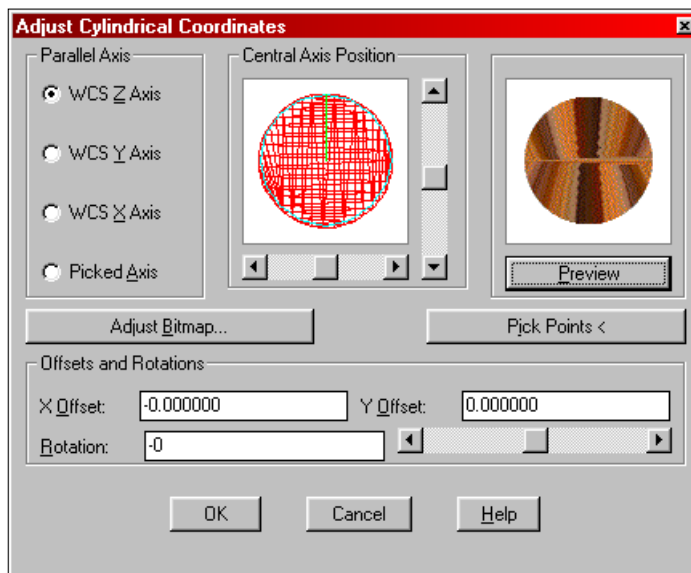 Adjust Cylindrical Coordinates
Parallel Axis
WCS Z Axis
WCS Y Axis
WCS X Axis
Picked Axis
Central Axis Position
Preview
Adjust Bitmap...
Pick Points <
Offsets and Rotations
X Offset: -0.000000 Y Offset: 0.000000
Rotation: -0
OK Cancel Help